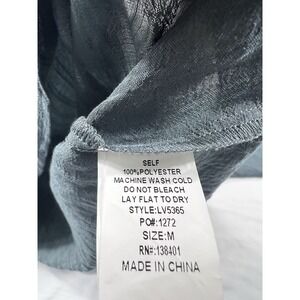 SELF
100%POLYESTER
MACHINE WASH COLD
DO NOT BLEACH
LAY FLAT TO DRY
STYLE:LV5365
PO#:1272
SIZE:M
RN#:138401
MADE IN CHINA